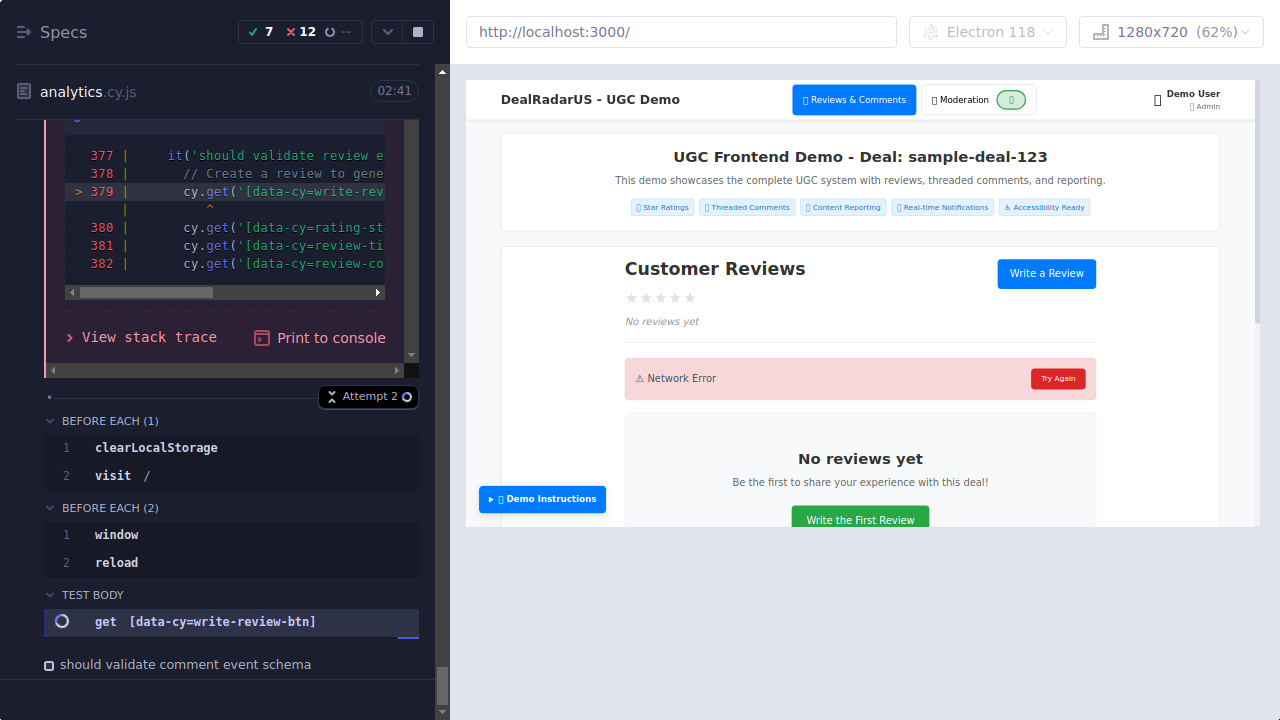 Specs
7
12
--
analytics.cy.js
02:41
377 | it('should validate review e
378 | // Create a review to gene
> 379 | cy.get('[data-cy=write-rev
| ^
380 | cy.get('[data-cy=rating-st
381 | cy.get('[data-cy=review-ti
382 | cy.get('[data-cy=review-co
View stack trace
Print to console
Attempt 2
BEFORE EACH (1)
1 clearLocalStorage
2 visit /
BEFORE EACH (2)
1 window
2 reload
TEST BODY
get [data-cy=write-review-btn]
should validate comment event schema
http://localhost:3000/
Electron 118
1280x720 (62%)
DealRadarUS - UGC Demo
Reviews & Comments
Moderation
Demo User
Admin
UGC Frontend Demo - Deal: sample-deal-123
This demo showcases the complete UGC system with reviews, threaded comments, and reporting.
Star Ratings
Threaded Comments
Content Reporting
Real-time Notifications
♿ Accessibility Ready
Customer Reviews
Write a Review
★★★★★
No reviews yet
⚠ Network Error
Try Again
No reviews yet
Be the first to share your experience with this deal!
Write the First Review
▸ Demo Instructions